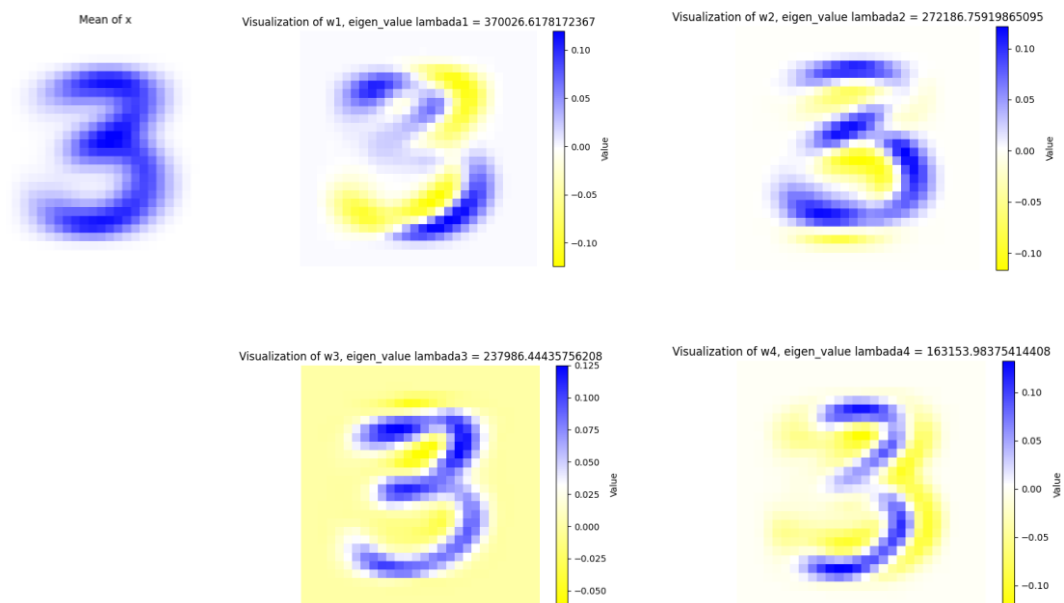 Mean of x
Visualization of w1, eigen_value lambada1 = 370026.6178172367
0.10
0.05
0.00
−0.05
−0.10
Value
Visualization of w2, eigen_value lambada2 = 272186.75919865095
0.10
0.05
0.00
−0.05
−0.10
Value
Visualization of w3, eigen_value lambada3 = 237986.44435756208
0.125
0.100
0.075
0.050
0.025
0.000
−0.025
−0.050
Value
Visualization of w4, eigen_value lambada4 = 163153.98375414408
0.10
0.05
0.00
−0.05
−0.10
Value